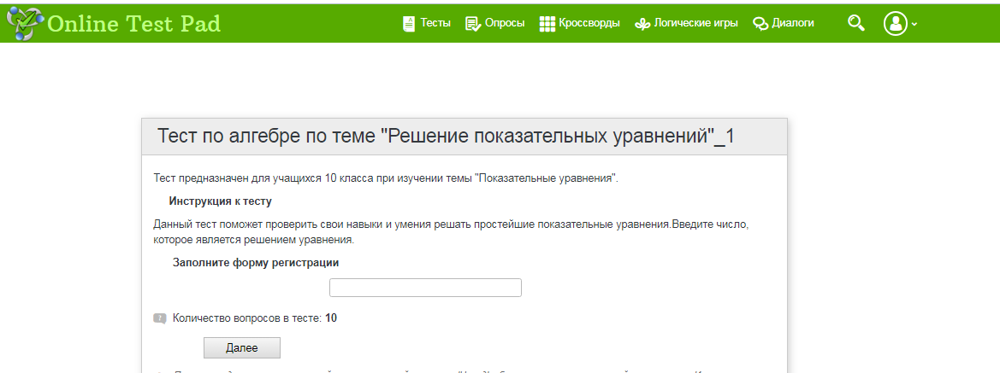 Online Test Pad
Тесты
Опросы
Кроссворды
Логические игры
Диалоги
Тест по алгебре по теме "Решение показательных уравнений"_1
Тест предназначен для учащихся 10 класса при изучении темы "Показательные уравнения".
Инструкция к тесту
Данный тест поможет проверить свои навыки и умения решать простейшие показательные уравнения.Введите число,
которое является решением уравнения.
Заполните форму регистрации
Количество вопросов в тесте: 10
Далее